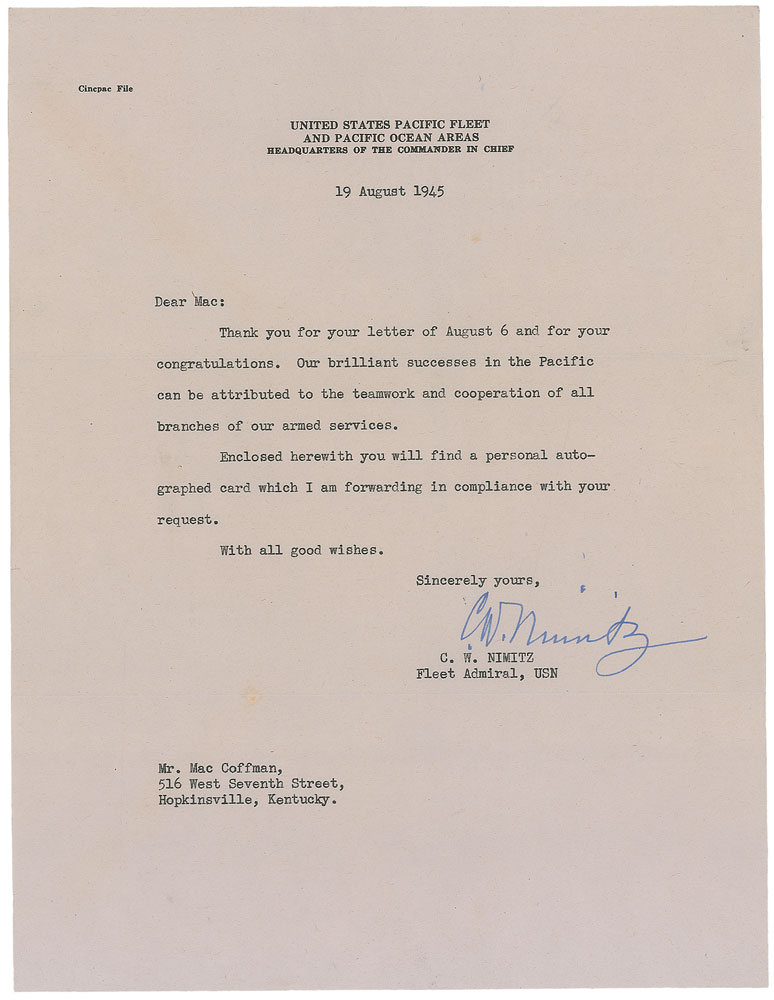 Cincpac File
UNITED STATES PACIFIC FLEET
AND PACIFIC OCEAN AREAS
HEADQUARTERS OF THE COMMANDER IN CHIEF
19 August 1945
Dear Mac:
Thank you for your letter of August 6 and for your
congratulations. Our brilliant successes in the Pacific
can be attributed to the teamwork and cooperation of all
branches of our armed services.
Enclosed herewith you will find a personal auto-
graphed card which I am forwarding in compliance with your
request.
With all good wishes.
Sincerely yours,
C.W. Nimitz
C. W. NIMITZ
Fleet Admiral, USN
Mr. Mac Coffman,
516 West Seventh Street,
Hopkinsville, Kentucky.